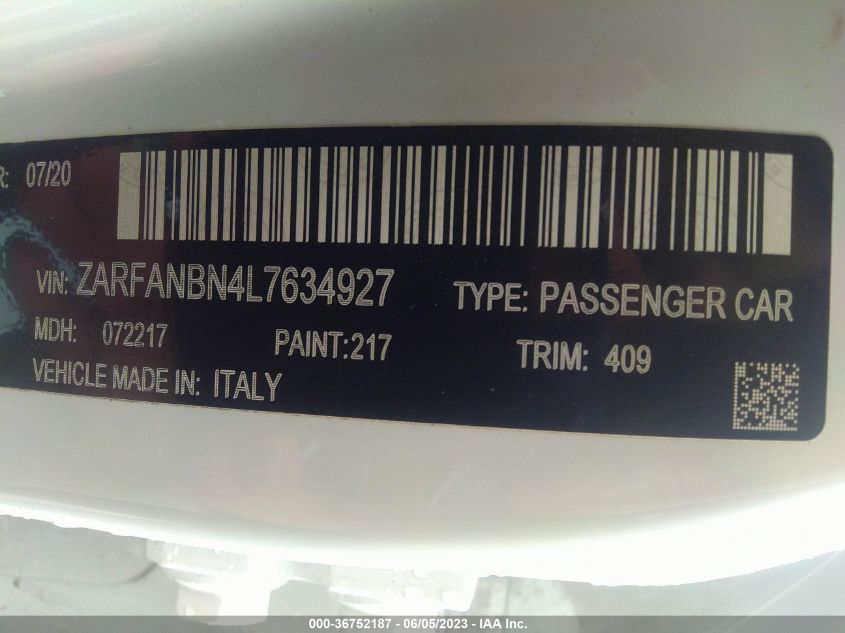 R: 07/20
VIN: ZARFANBN4L7634927
TYPE: PASSENGER CAR
MDH: 072217
PAINT:217
TRIM: 409
VEHICLE MADE IN: ITALY
000-36752187 - 06/05/2023 - IAA Inc.